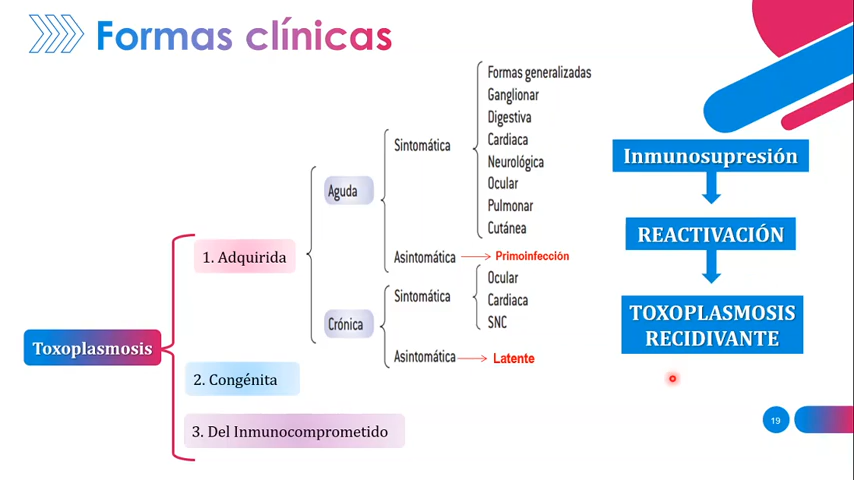 Formas clínicas
Toxoplasmosis
1. Adquirida
Aguda
Sintomática
Formas generalizadas
Ganglionar
Digestiva
Cardiaca
Neurológica
Ocular
Pulmonar
Cutánea
Asintomática
Primoinfección
Crónica
Sintomática
Ocular
Cardiaca
SNC
Asintomática
Latente
2. Congénita
3. Del Inmunocomprometido
Inmunosupresión
REACTIVACIÓN
TOXOPLASMOSIS
RECIDIVANTE
19